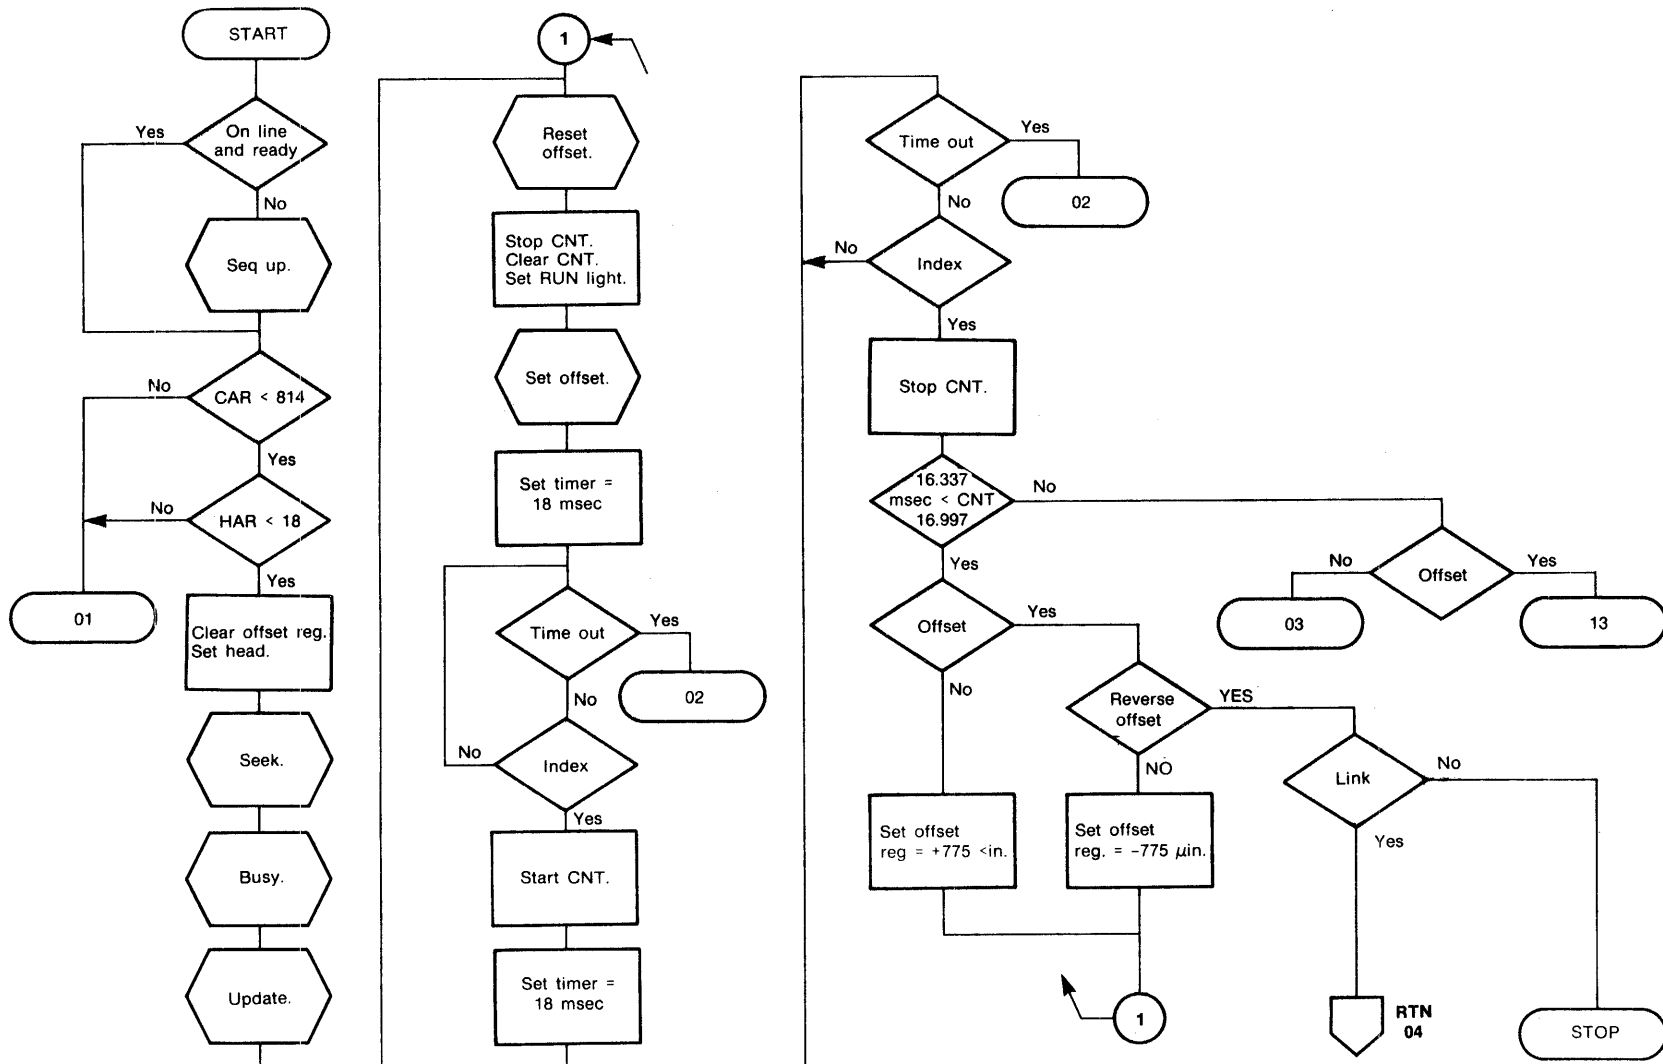 START
On line
and ready
Yes
No
Seq up.
CAR < 814
No
Yes
HAR < 18
No
Yes
01
Clear offset reg.
Set head.
Seek.
Busy.
Update.
1
Reset
offset.
Stop CNT.
Clear CNT.
Set RUN light.
Set offset.
Set timer =
18 msec
Time out
Yes
02
No
Index
No
Yes
Start CNT.
Set timer =
18 msec
Time out
Yes
02
No
Index
No
Yes
Stop CNT.
16.337
msec < CNT
16.997
No
Yes
Offset
No
Yes
03
13
Offset
Yes
No
Reverse
offset
YES
NO
Link
No
Yes
Set offset
reg = +775 <in.
Set offset
reg. = -775 μin.
1
RTN
04
STOP